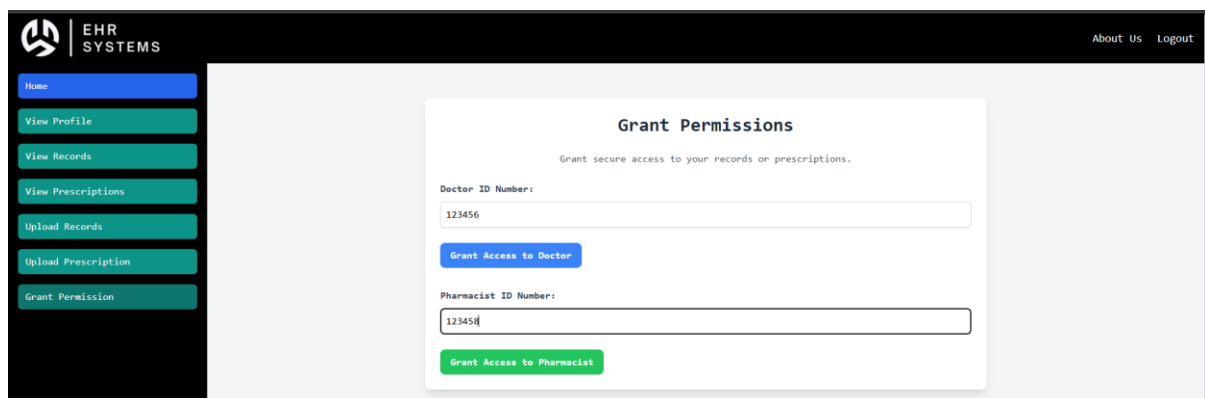 EHR
SYSTEMS
About Us Logout
Home
View Profile
View Records
View Prescriptions
Upload Records
Upload Prescription
Grant Permission
Grant Permissions
Grant secure access to your records or prescriptions.
Doctor ID Number:
123456
Grant Access to Doctor
Pharmacist ID Number:
123458
Grant Access to Pharmacist